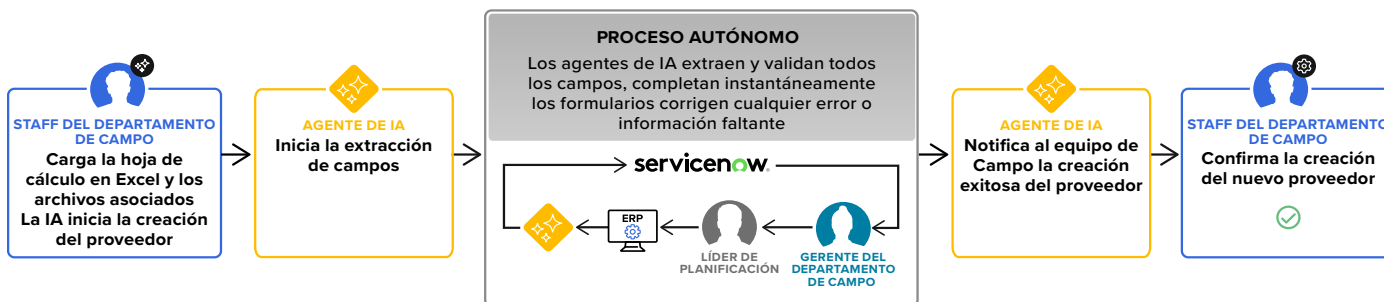 STAFF DEL DEPARTAMENTO
DE CAMPO
Carga la hoja de
cálculo en Excel y los
archivos asociados
La IA inicia la creación
del proveedor
AGENTE DE IA
Inicia la extracción
de campos
PROCESO AUTÓNOMO
Los agentes de IA extraen y validan todos
los campos, completan instantáneamente
los formularios corrigen cualquier error o
información faltante
servicenow
ERP
LÍDER DE
PLANIFICACIÓN
GERENTE DEL
DEPARTAMENTO
DE CAMPO
AGENTE DE IA
Notifica al equipo de
Campo la creación
exitosa del proveedor
STAFF DEL DEPARTAMENTO
DE CAMPO
Confirma la creación
del nuevo proveedor